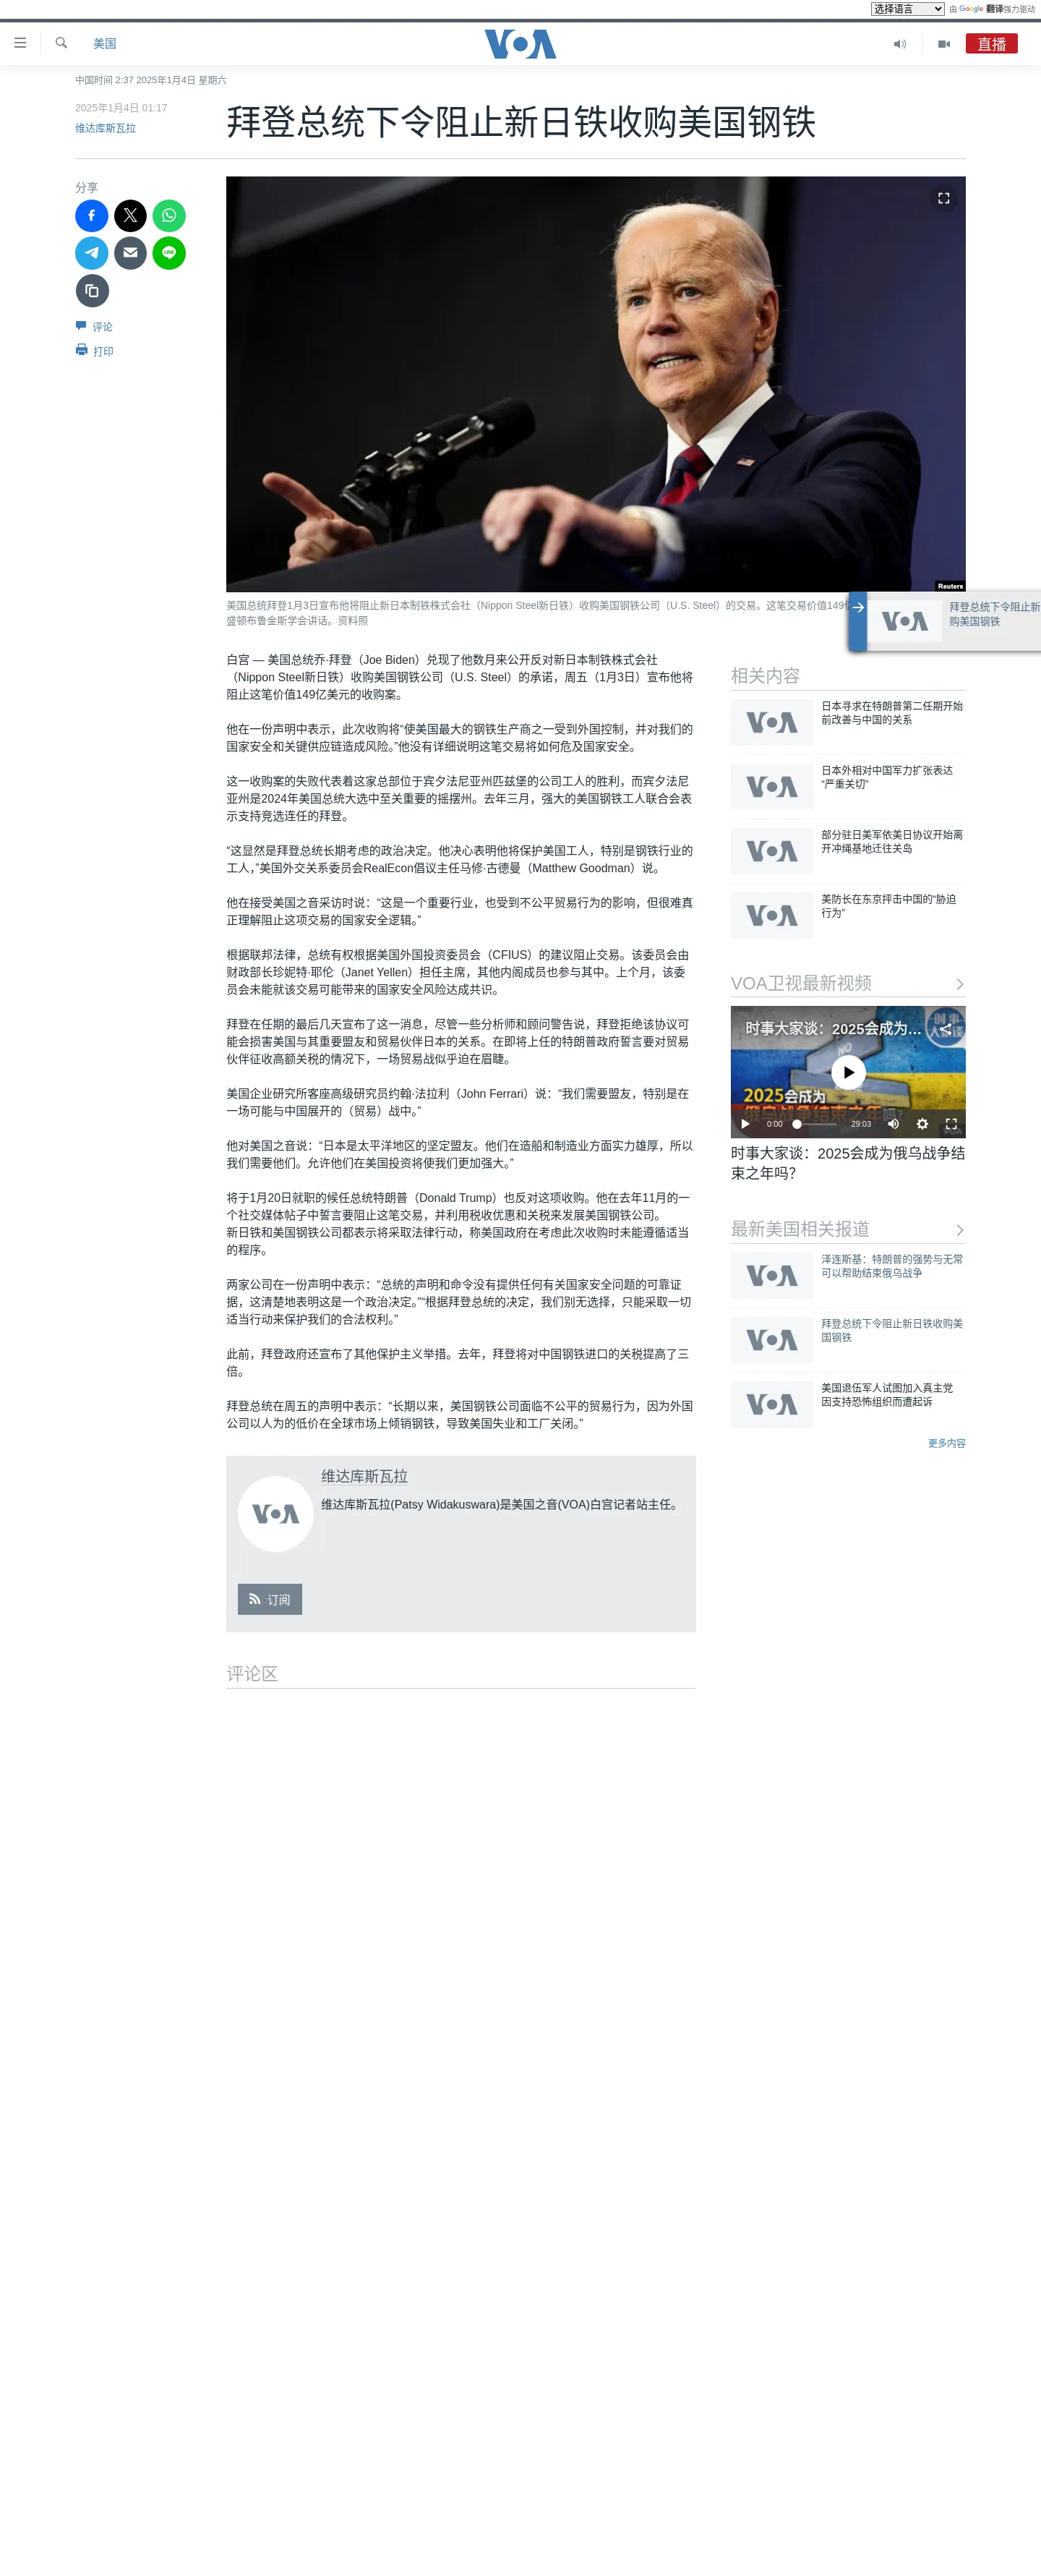 选择语言
由 Google 翻译强力驱动
美国
VOA
直播
中国时间 2:37 2025年1月4日 星期六
2025年1月4日 01:17
维达库斯瓦拉
拜登总统下令阻止新日铁收购美国钢铁
分享
评论
打印
Reuters
美国总统拜登1月3日宣布他将阻止新日本制铁株式会社（Nippon Steel新日铁）收购美国钢铁公司（U.S. Steel）的交易。这笔交易价值149亿
盛顿布鲁金斯学会讲话。资料照
拜登总统下令阻止新
购美国钢铁
白宫 — 美国总统乔·拜登（Joe Biden）兑现了他数月来公开反对新日本制铁株式会社
（Nippon Steel新日铁）收购美国钢铁公司（U.S. Steel）的承诺，周五（1月3日）宣布他将
阻止这笔价值149亿美元的收购案。
他在一份声明中表示，此次收购将“使美国最大的钢铁生产商之一受到外国控制，并对我们的
国家安全和关键供应链造成风险。”他没有详细说明这笔交易将如何危及国家安全。
这一收购案的失败代表着这家总部位于宾夕法尼亚州匹兹堡的公司工人的胜利，而宾夕法尼
亚州是2024年美国总统大选中至关重要的摇摆州。去年三月，强大的美国钢铁工人联合会表
示支持竞选连任的拜登。
“这显然是拜登总统长期考虑的政治决定。他决心表明他将保护美国工人，特别是钢铁行业的
工人，”美国外交关系委员会RealEcon倡议主任马修·古德曼（Matthew Goodman）说。
他在接受美国之音采访时说：“这是一个重要行业，也受到不公平贸易行为的影响，但很难真
正理解阻止这项交易的国家安全逻辑。”
根据联邦法律，总统有权根据美国外国投资委员会（CFIUS）的建议阻止交易。该委员会由
财政部长珍妮特·耶伦（Janet Yellen）担任主席，其他内阁成员也参与其中。上个月，该委
员会未能就该交易可能带来的国家安全风险达成共识。
拜登在任期的最后几天宣布了这一消息，尽管一些分析师和顾问警告说，拜登拒绝该协议可
能会损害美国与其重要盟友和贸易伙伴日本的关系。在即将上任的特朗普政府誓言要对贸易
伙伴征收高额关税的情况下，一场贸易战似乎迫在眉睫。
美国企业研究所客座高级研究员约翰·法拉利（John Ferrari）说：“我们需要盟友，特别是在
一场可能与中国展开的（贸易）战中。”
他对美国之音说：“日本是太平洋地区的坚定盟友。他们在造船和制造业方面实力雄厚，所以
我们需要他们。允许他们在美国投资将使我们更加强大。”
将于1月20日就职的候任总统特朗普（Donald Trump）也反对这项收购。他在去年11月的一
个社交媒体帖子中誓言要阻止这笔交易，并利用税收优惠和关税来发展美国钢铁公司。
新日铁和美国钢铁公司都表示将采取法律行动，称美国政府在考虑此次收购时未能遵循适当
的程序。
两家公司在一份声明中表示：“总统的声明和命令没有提供任何有关国家安全问题的可靠证
据，这清楚地表明这是一个政治决定。”“根据拜登总统的决定，我们别无选择，只能采取一切
适当行动来保护我们的合法权利。”
此前，拜登政府还宣布了其他保护主义举措。去年，拜登将对中国钢铁进口的关税提高了三
倍。
拜登总统在周五的声明中表示：“长期以来，美国钢铁公司面临不公平的贸易行为，因为外国
公司以人为的低价在全球市场上倾销钢铁，导致美国失业和工厂关闭。”
维达库斯瓦拉
VOA
维达库斯瓦拉(Patsy Widakuswara)是美国之音(VOA)白宫记者站主任。
订阅
评论区
相关内容
日本寻求在特朗普第二任期开始
前改善与中国的关系
日本外相对中国军力扩张表达
“严重关切”
部分驻日美军依美日协议开始离
开冲绳基地迁往关岛
美防长在东京抨击中国的“胁迫
行为”
VOA卫视最新视频
时事大家谈：2025会成为...
2025会成为
俄乌战争结束之年吗?
0:00
29:03
时事大家谈：2025会成为俄乌战争结
束之年吗？
最新美国相关报道
泽连斯基：特朗普的强势与无常
可以帮助结束俄乌战争
拜登总统下令阻止新日铁收购美
国钢铁
美国退伍军人试图加入真主党
因支持恐怖组织而遭起诉
更多内容